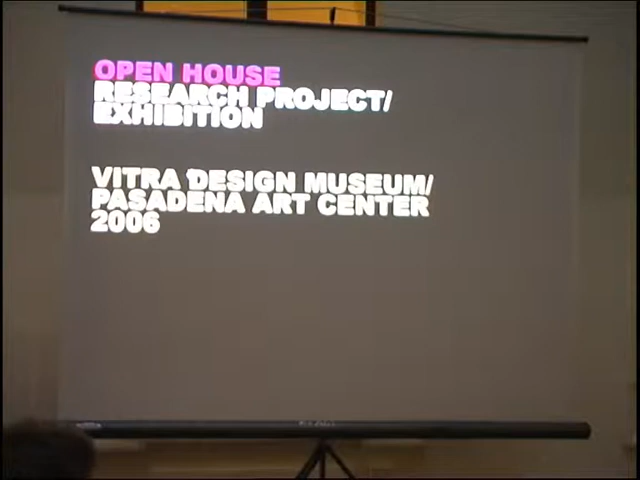 OPEN HOUSE
RESEARCH PROJECT/
EXHIBITION
VITRA DESIGN MUSEUM/
PASADENA ART CENTER
2006